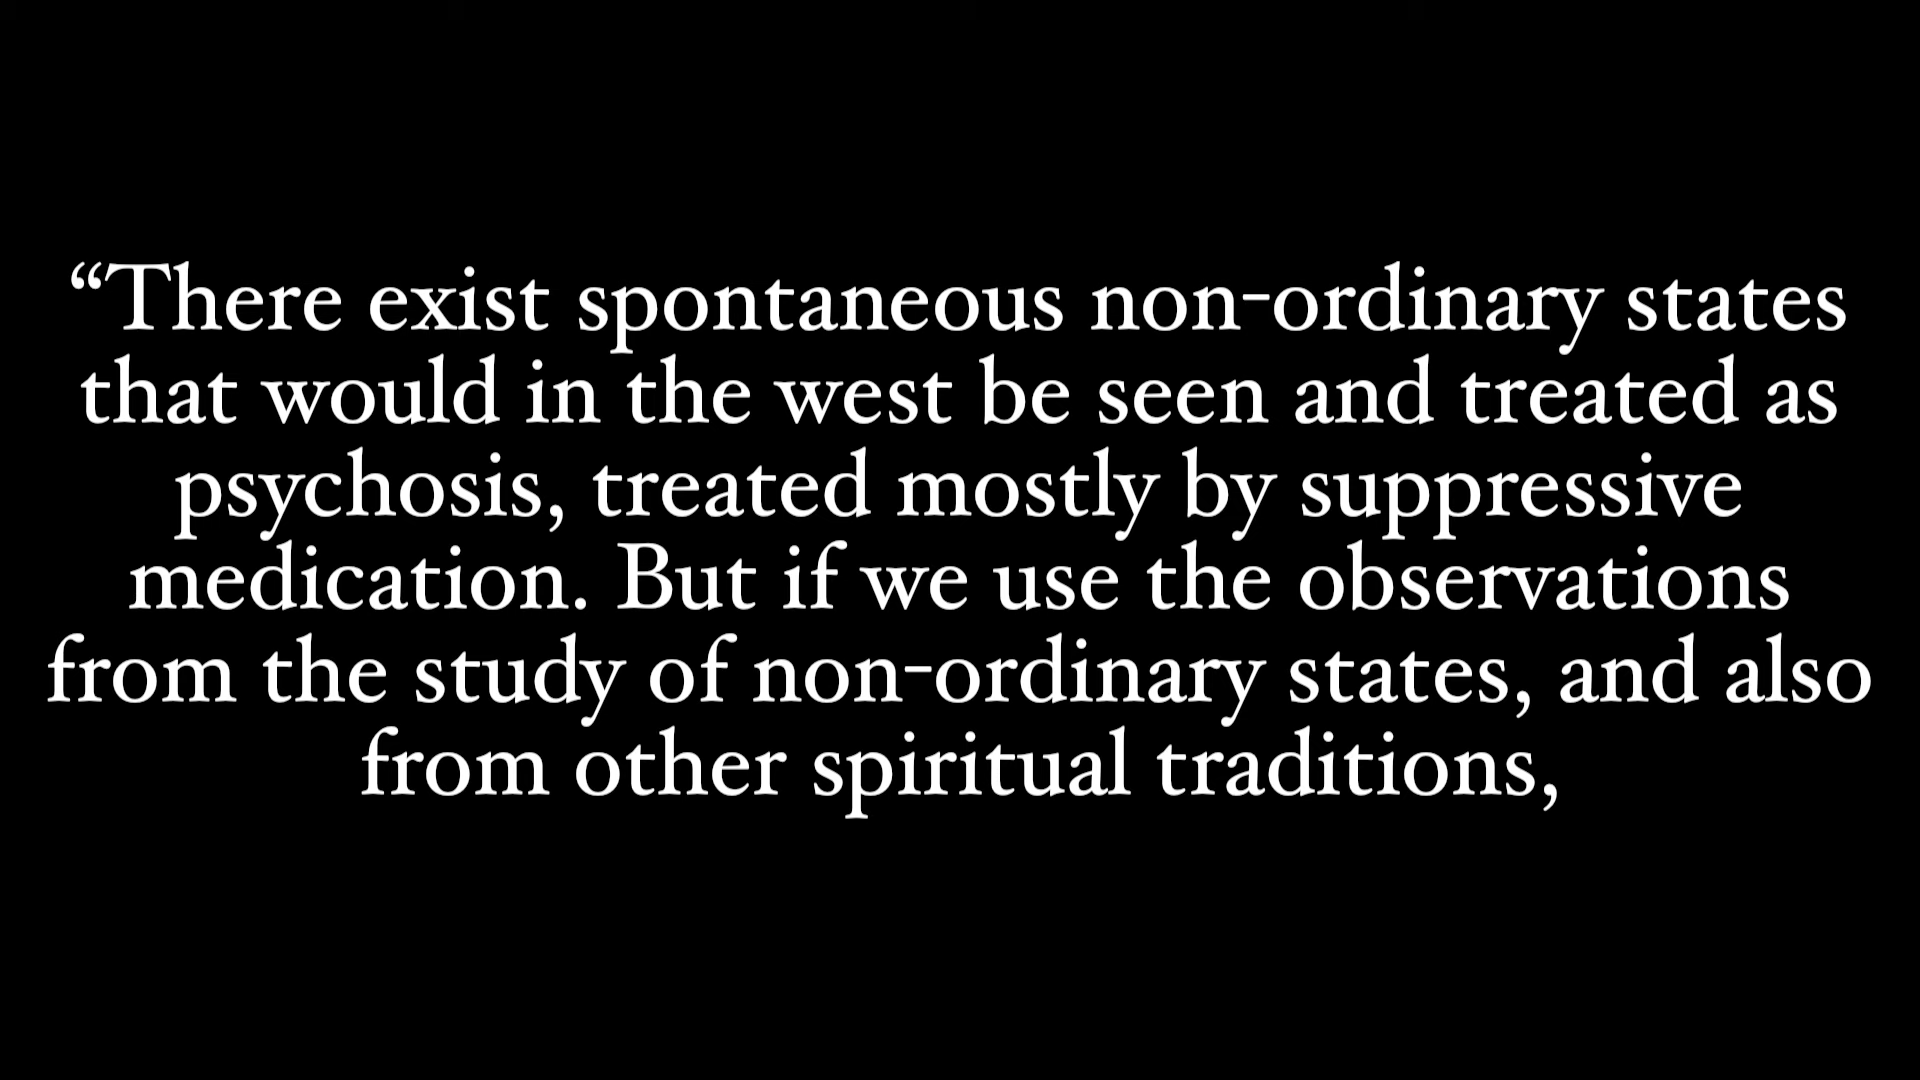 “There exist spontaneous non-ordinary states
that would in the west be seen and treated as
psychosis, treated mostly by suppressive
medication. But if we use the observations
from the study of non-ordinary states, and also
from other spiritual traditions,